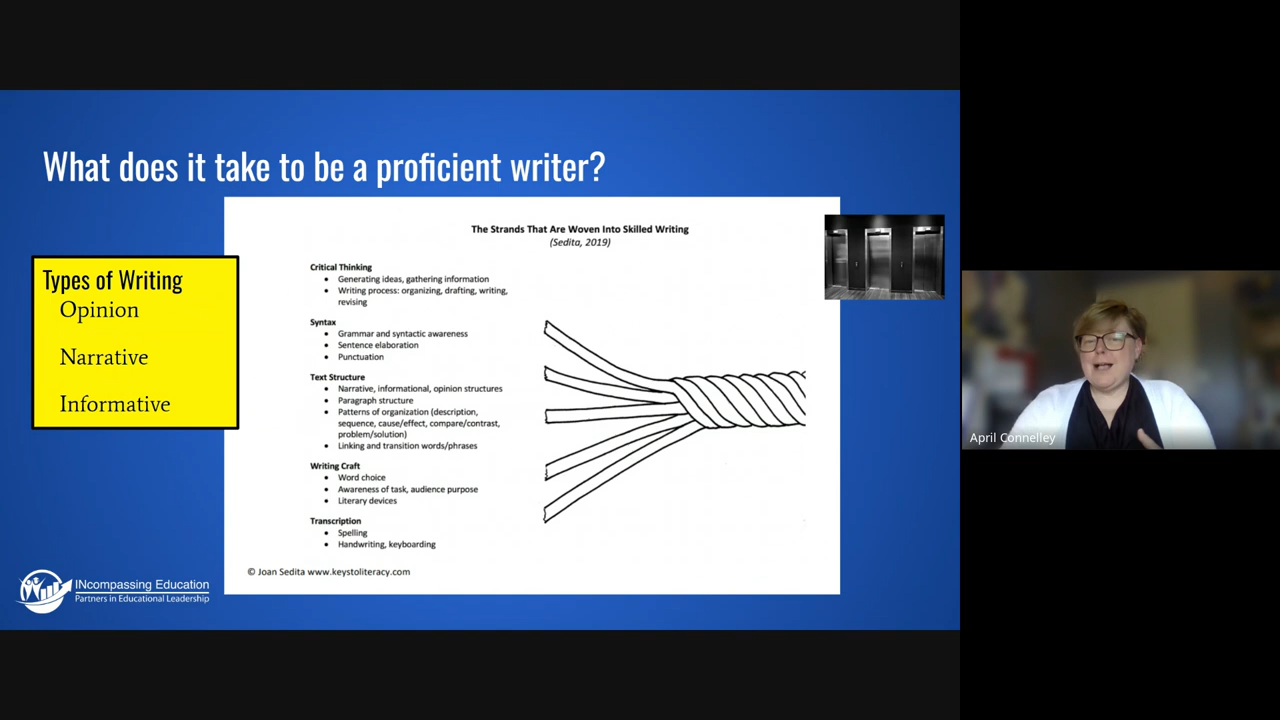 What does it take to be a proficient writer?
Types of Writing
Opinion
Narrative
Informative
The Strands That Are Woven Into Skilled Writing
(Sedita, 2019)
Critical Thinking
• Generating ideas, gathering information
• Writing process: organizing, drafting, writing,
revising
Syntax
• Grammar and syntactic awareness
• Sentence elaboration
• Punctuation
Text Structure
• Narrative, informational, opinion structures
• Paragraph structure
• Patterns of organization (description,
sequence, cause/effect, compare/contrast,
problem/solution)
• Linking and transition words/phrases
Writing Craft
• Word choice
• Awareness of task, audience purpose
• Literary devices
Transcription
• Spelling
• Handwriting, keyboarding
© Joan Sedita www.keystoliteracy.com
INcompassing Education
Partners in Educational Leadership
April Connelley